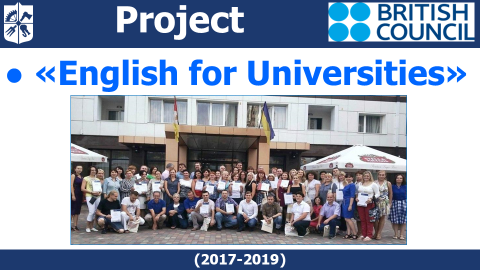 Project
BRITISH
COUNCIL
• «English for Universities»
(2017-2019)